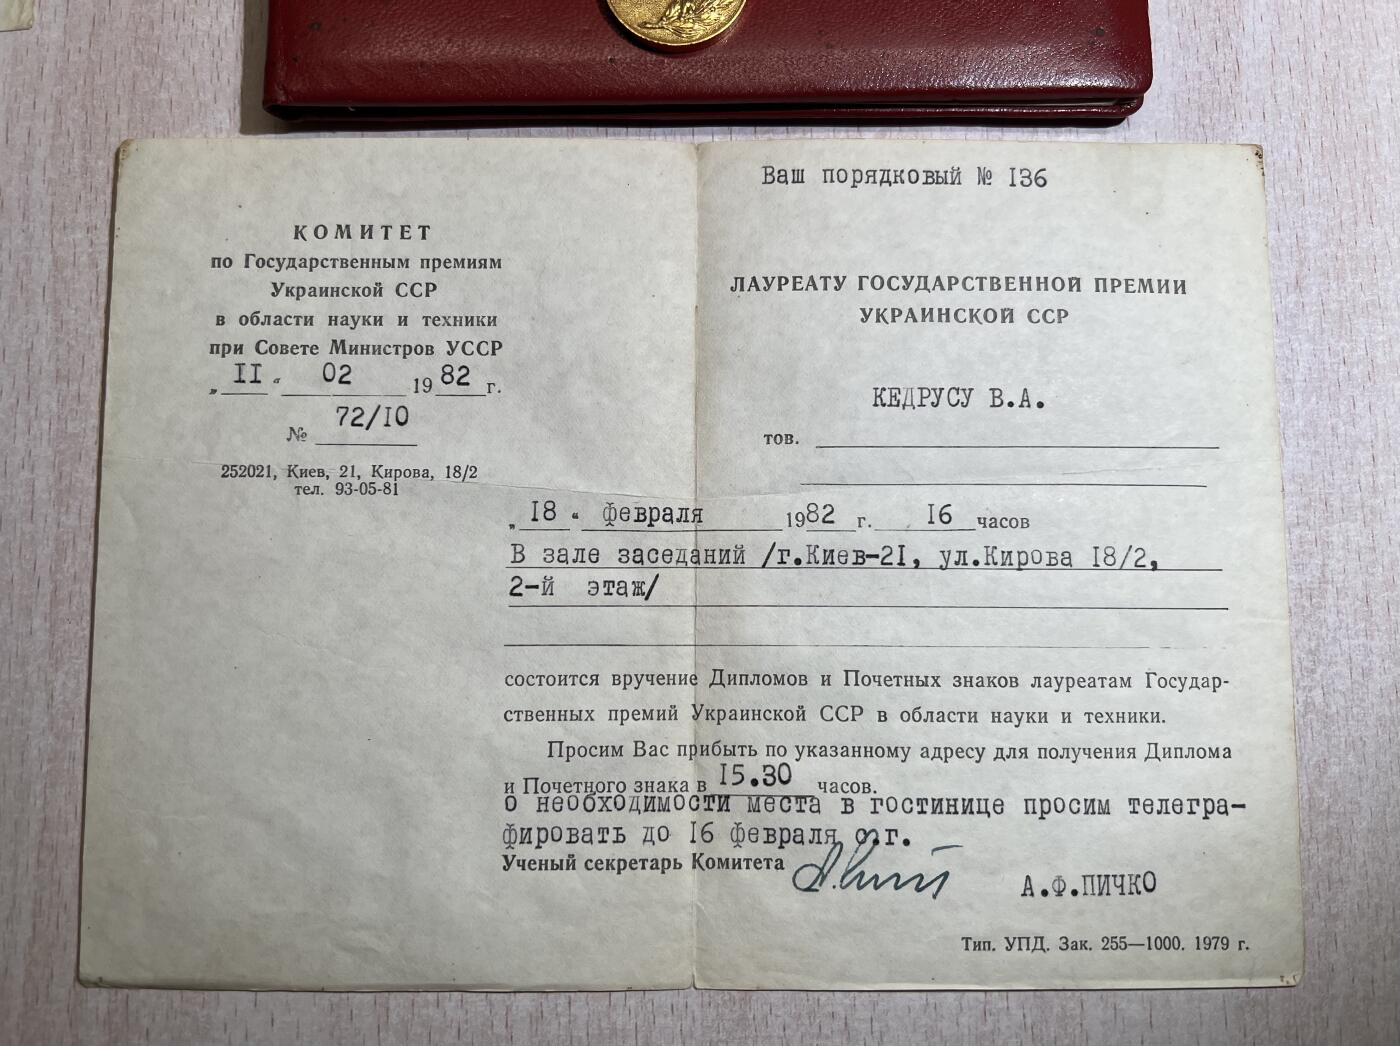 КОМИТЕТ
по Государственным премиям
Украинской ССР
в области науки и техники
при Совете Министров УССР
„ II “ 02 1982 г.
№ 72/I0
252021, Киев, 21, Кирова, 18/2
тел. 93-05-81
Ваш порядковый № I36
ЛАУРЕАТУ ГОСУДАРСТВЕННОЙ ПРЕМИИ
УКРАИНСКОЙ ССР
КЕДРУСУ В.А.
тов.
„ I8 “ февраля 1982 г. I6 часов
В зале заседаний /г.Киев-2I, ул.Кирова I8/2,
2-й этаж/
состоится вручение Дипломов и Почетных знаков лауреатам Государ-
ственных премий Украинской ССР в области науки и техники.
Просим Вас прибыть по указанному адресу для получения Диплома
и Почетного знака в I5.30 часов.
о необходимости места в гостинице просим телегра-
фировать до I6 февраля с.г.
Ученый секретарь Комитета
А.Ф.ПИЧКО
Тип. УПД. Зак. 255—1000. 1979 г.